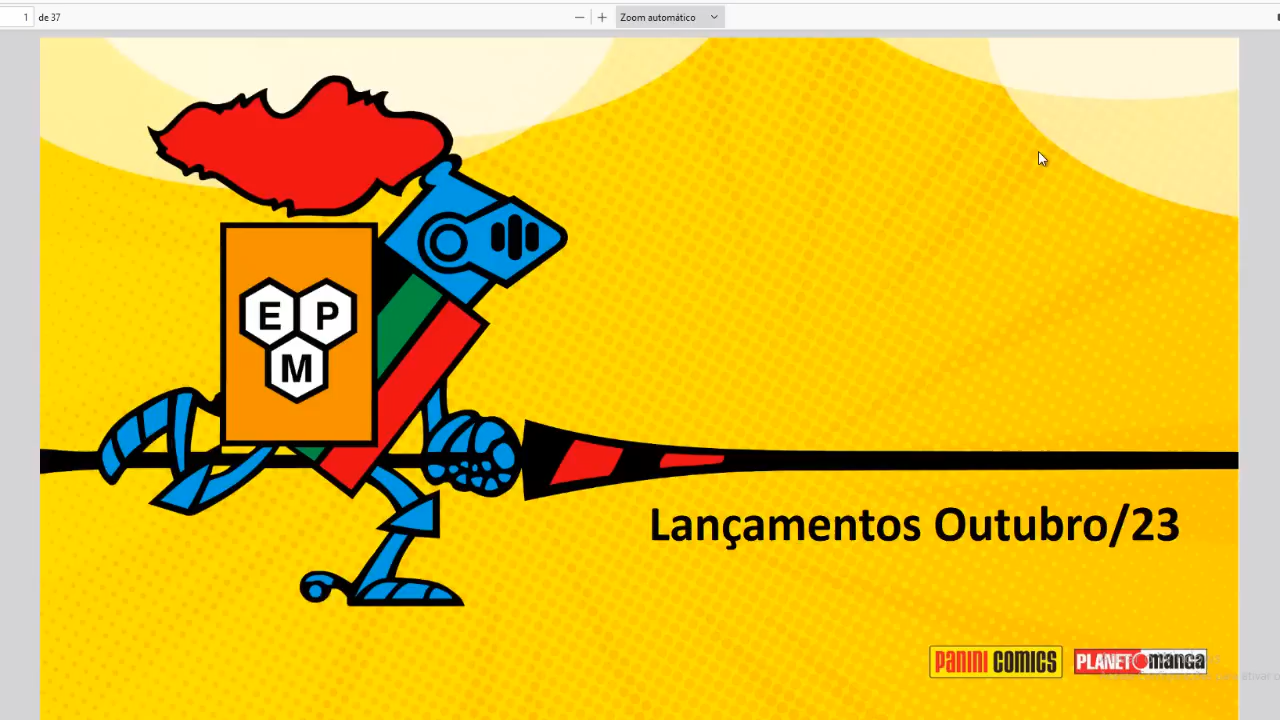 1 de 37
Zoom automático
E P
M
Lançamentos Outubro/23
PANINI COMICS
PLANET manga